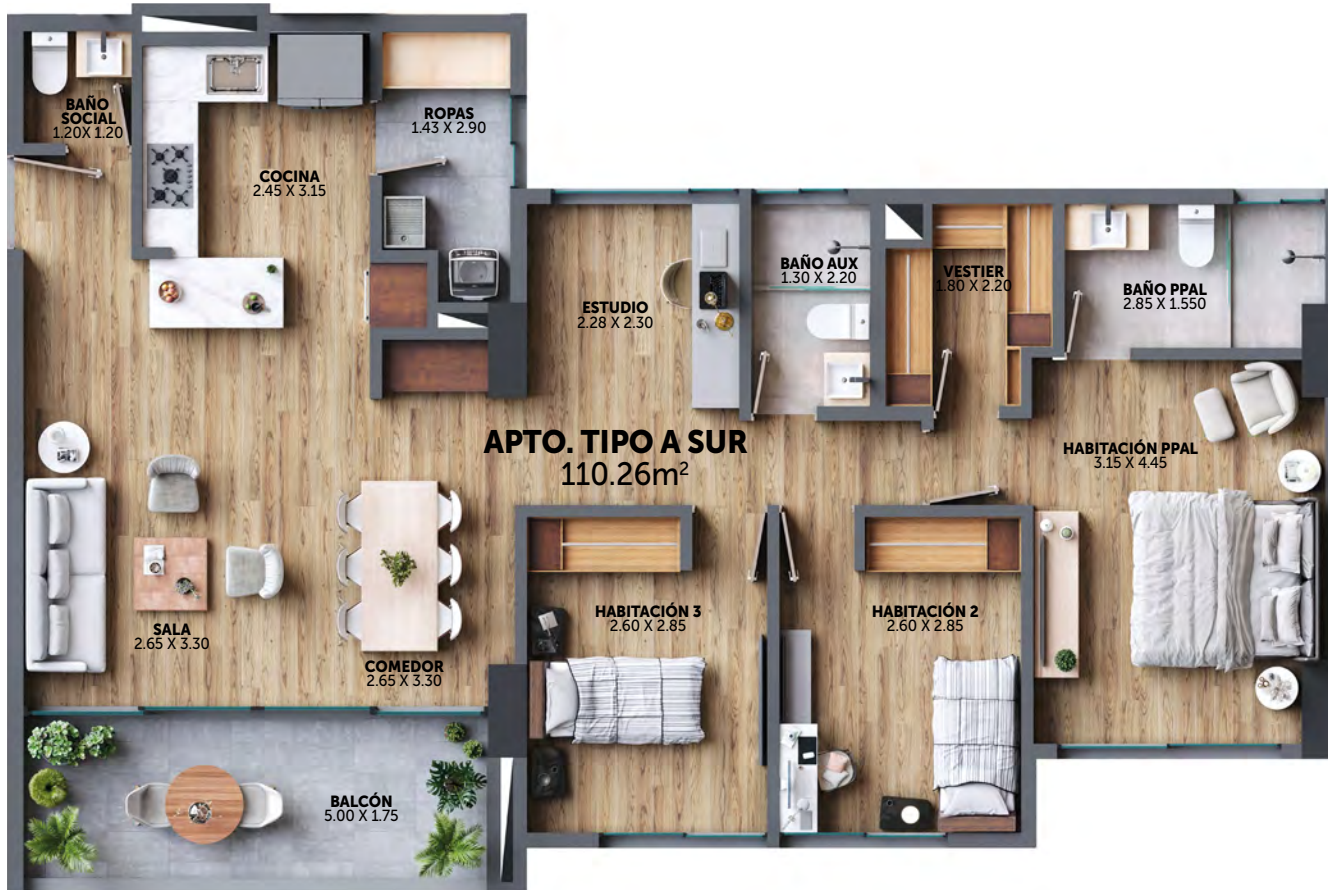 BAÑO
SOCIAL
1.20X 1.20
ROPAS
1.43 X 2.90
COCINA
2.45 X 3.15
ESTUDIO
2.28 X 2.30
BAÑO AUX
1.30 X 2.20
VESTIER
1.80 X 2.20
BAÑO PPAL
2.85 X 1.550
APTO. TIPO A SUR
110.26m²
HABITACIÓN PPAL
3.15 X 4.45
SALA
2.65 X 3.30
COMEDOR
2.65 X 3.30
HABITACIÓN 3
2.60 X 2.85
HABITACIÓN 2
2.60 X 2.85
BALCÓN
5.00 X 1.75